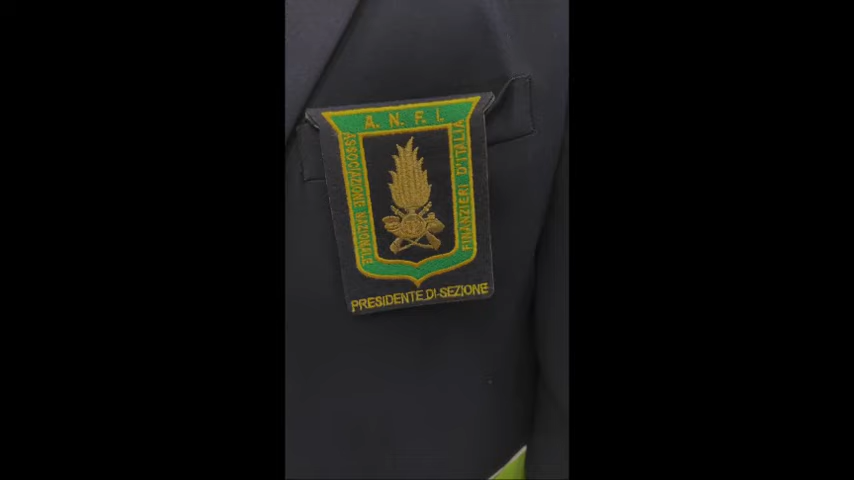 A. N. F. I.
ASSOCIAZIONE NAZIONALE
FINANZIERI D'ITALIA
PRESIDENTE DI SEZIONE